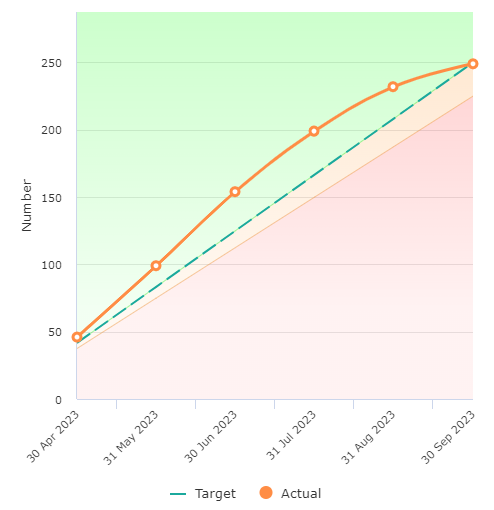 250
200
150
100
50
0
Number
30 Apr 2023
31 May 2023
30 Jun 2023
31 Jul 2023
31 Aug 2023
30 Sep 2023
Target
Actual